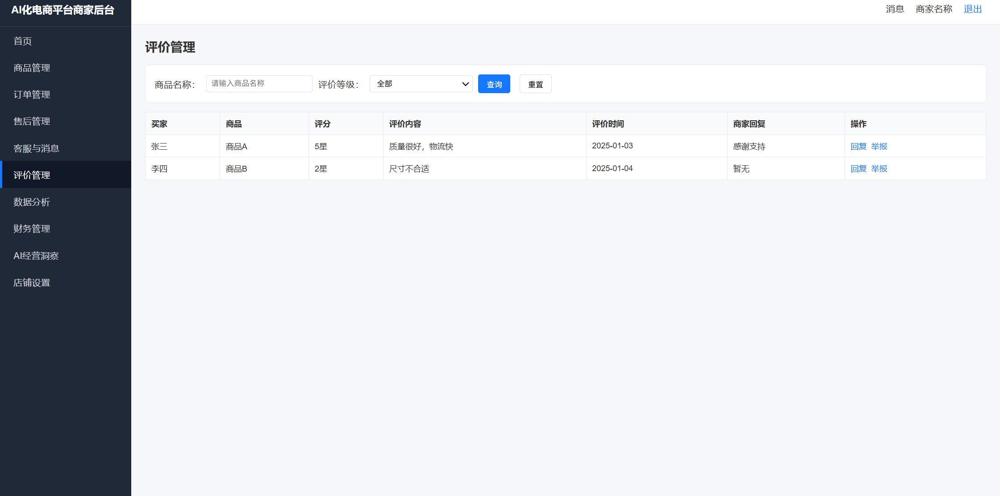 AI化电商平台商家后台
消息 商家名称 退出
首页
商品管理
订单管理
售后管理
客服与消息
评价管理
数据分析
财务管理
AI经营洞察
店铺设置
评价管理
商品名称： 请输入商品名称 评价等级： 全部 查询 重置
买家 商品 评分 评价内容 评价时间 商家回复 操作
张三 商品A 5星 质量很好，物流快 2025-01-03 感谢支持 回复 举报
李四 商品B 2星 尺寸不合适 2025-01-04 暂无 回复 举报